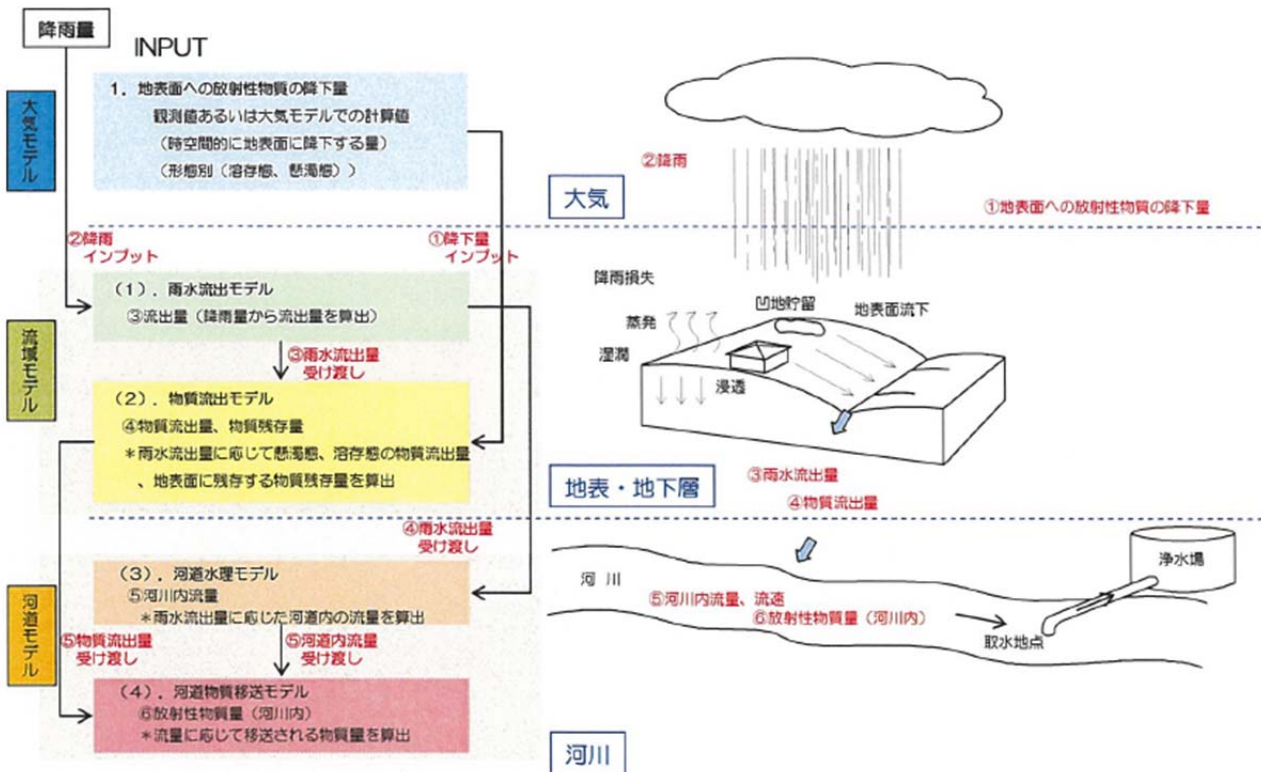 降雨量
INPUT
大気モデル
1．地表面への放射性物質の降下量
観測値あるいは大気モデルでの計算値
（時空間的に地表面に降下する量）
（形態別（溶存態、懸濁態））
②降雨
インプット
①降下量
インプット
流域モデル
（1）．雨水流出モデル
③流出量（降雨量から流出量を算出）
③雨水流出量
受け渡し
（2）．物質流出モデル
④物質流出量、物質残存量
＊雨水流出量に応じて懸濁態、溶存態の物質流出量
、地表面に残存する物質残存量を算出
④雨水流出量
受け渡し
河道モデル
（3）．河道水理モデル
⑤河川内流量
＊雨水流出量に応じた河道内の流量を算出
⑤物質流出量
受け渡し
⑤河道内流量
受け渡し
（4）．河道物質移送モデル
⑥放射性物質量（河川内）
＊流量に応じて移送される物質量を算出
②降雨
大気
①地表面への放射性物質の降下量
降雨損失
凹地貯留
地表面流下
蒸発
湿潤
浸透
③雨水流出量
地表・地下層
④物質流出量
浄水場
河川
⑤河川内流量、流速
⑥放射性物質量（河川内）
取水地点
河川